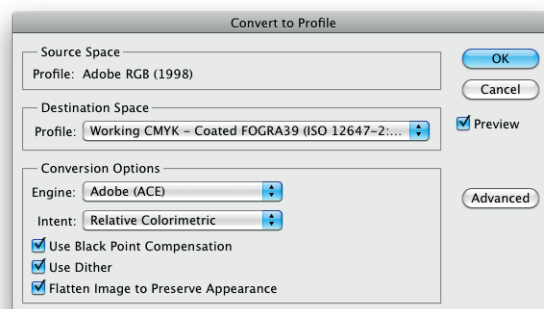 Convert to Profile
Source Space
Profile: Adobe RGB (1998)
OK
Cancel
Destination Space
Profile: Working CMYK – Coated FOGRA39 (ISO 12647-2:...
Preview
Conversion Options
Engine: Adobe (ACE)
Advanced
Intent: Relative Colorimetric
Use Black Point Compensation
Use Dither
Flatten Image to Preserve Appearance